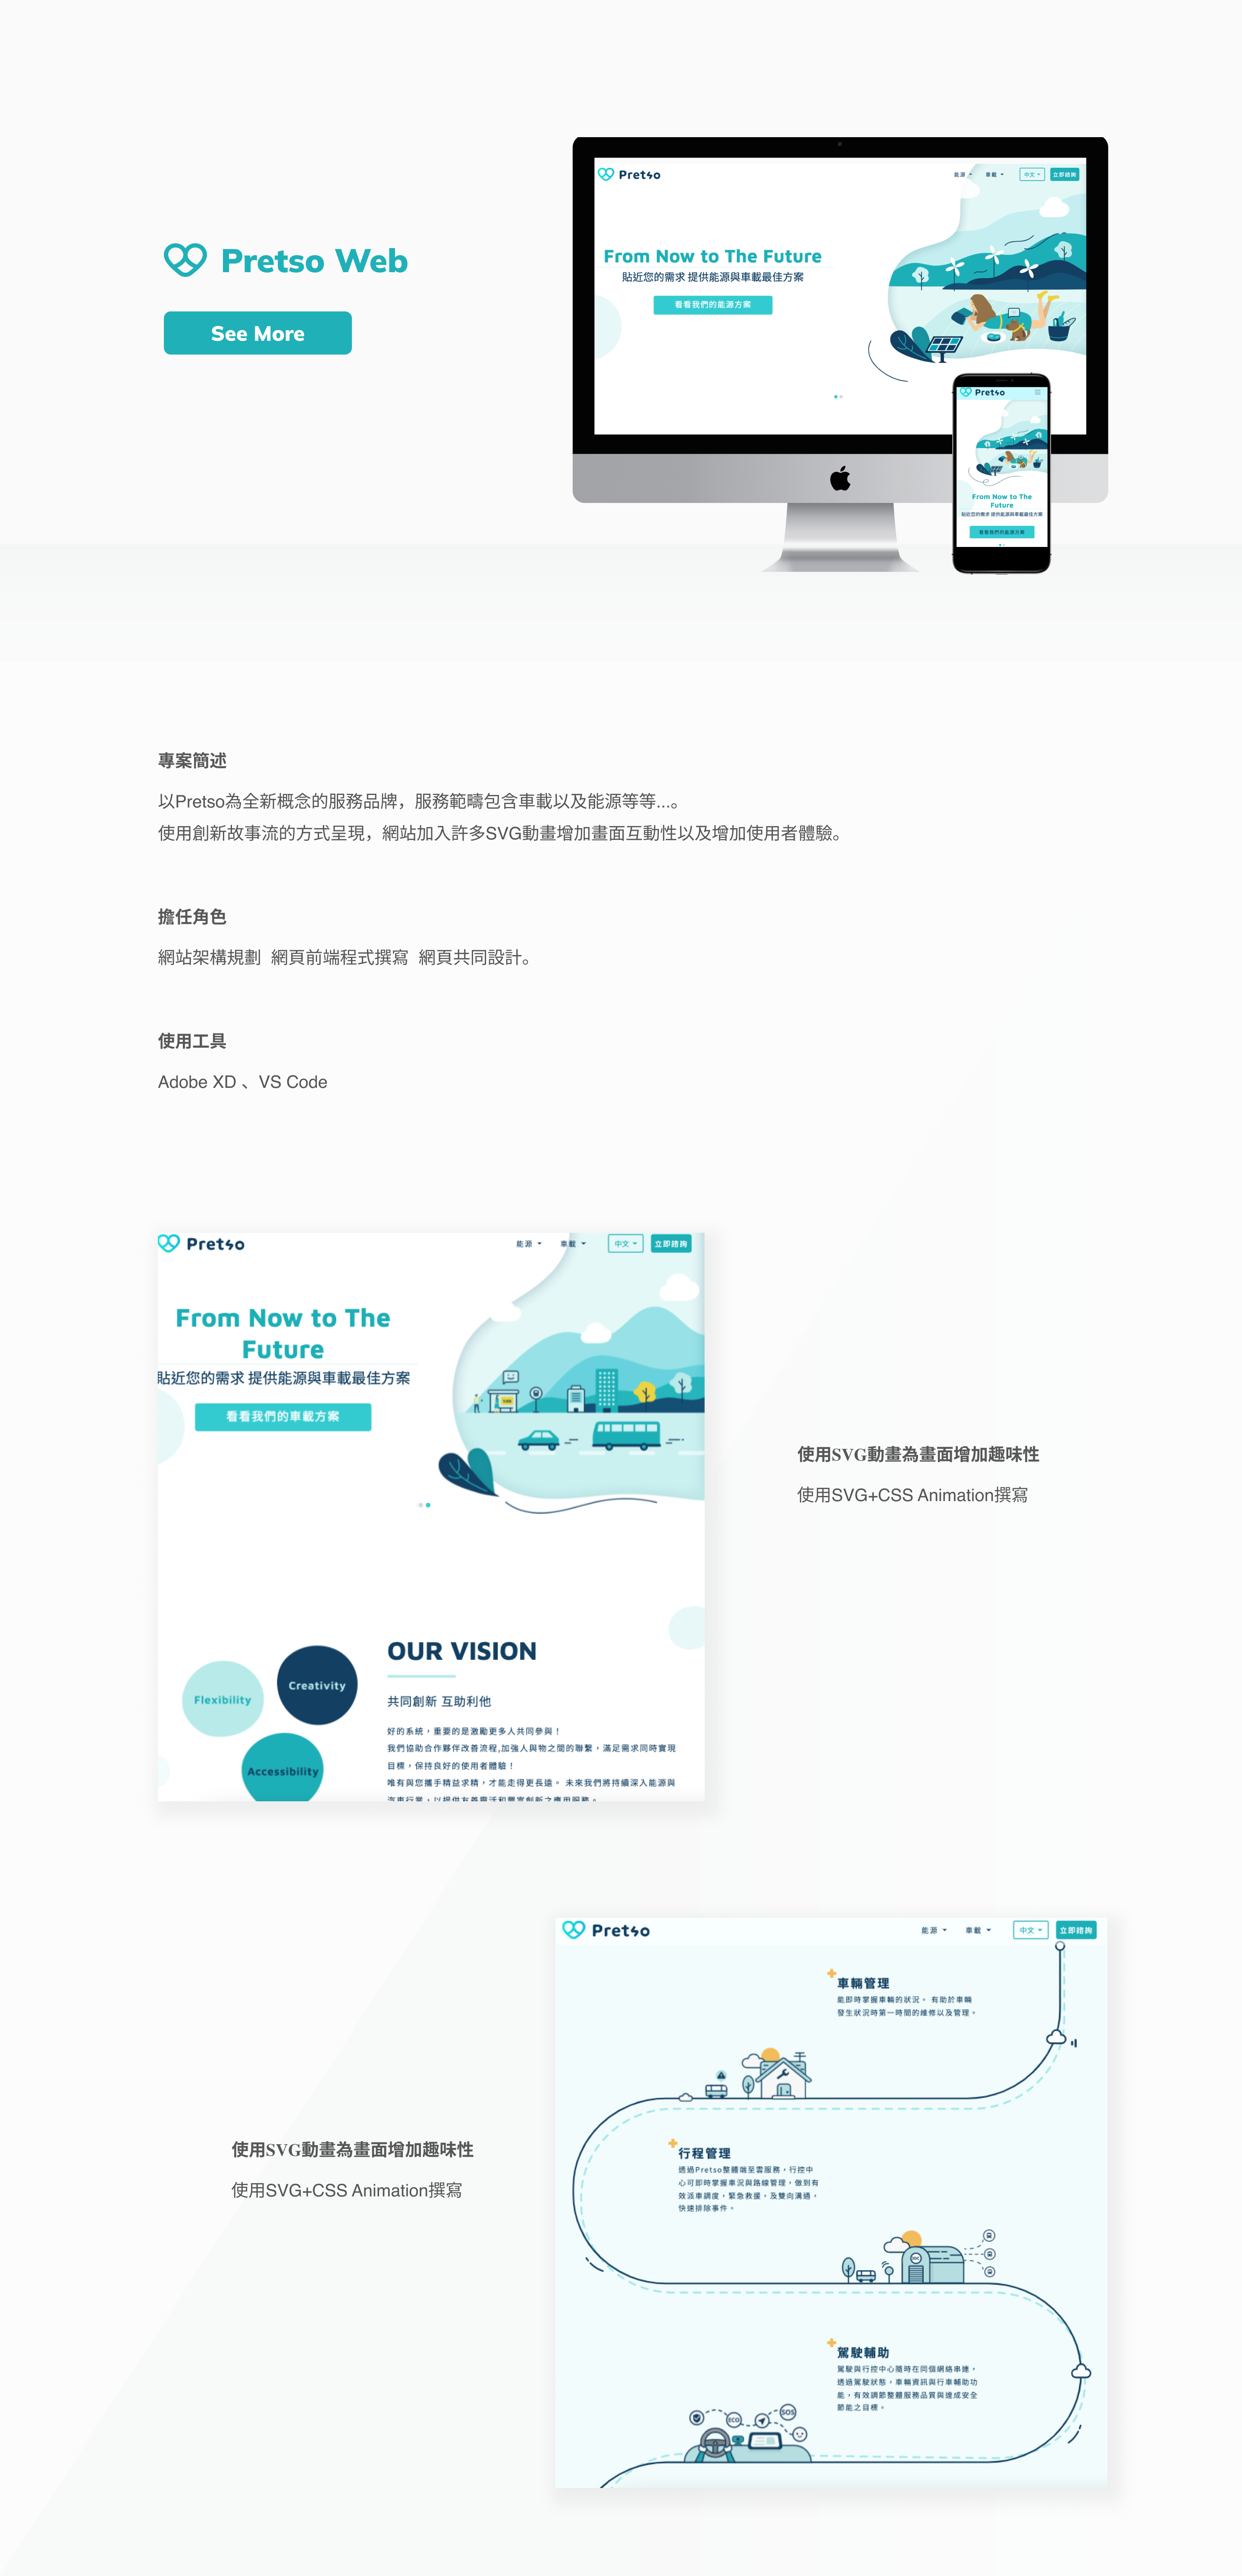 Pretso
能源
車載
中文
立即諮詢
Pretso Web
From Now to The Future
貼近您的需求 提供能源與車載最佳方案
看看我們的能源方案
See More
Pretso
From Now to The
Future
貼近您的需求 提供能源與車載最佳方案
看看我們的能源方案
專案簡述
以Pretso為全新概念的服務品牌，服務範疇包含車載以及能源等等...。
使用創新故事流的方式呈現，網站加入許多SVG動畫增加畫面互動性以及增加使用者體驗。
擔任角色
網站架構規劃 網頁前端程式撰寫 網頁共同設計。
使用工具
Adobe XD 、VS Code
Pretso
能源
車載
中文
立即諮詢
From Now to The
Future
貼近您的需求 提供能源與車載最佳方案
看看我們的車載方案
使用SVG動畫為畫面增加趣味性
使用SVG+CSS Animation撰寫
OUR VISION
Flexibility
Creativity
Accessibility
共同創新 互助利他
好的系統，重要的是激勵更多人共同參與！
我們協助合作夥伴改善流程,加強人與物之間的聯繫，滿足需求同時實現
目標，保持良好的使用者體驗！
唯有與您攜手精益求精，才能走得更長遠。 未來我們將持續深入能源與
汽車行業，以提供友善靈活和豐富創新之應用服務。
Pretso
能源
車載
中文
立即諮詢
車輛管理
能即時掌握車輛的狀況。 有助於車輛
發生狀況時第一時間的維修以及管理。
使用SVG動畫為畫面增加趣味性
使用SVG+CSS Animation撰寫
行程管理
透過Pretso整體端至雲服務，行控中
心可即時掌握車況與路線管理，做到有
效派車調度，緊急救援，及雙向溝通，
快速排除事件。
駕駛輔助
駕駛與行控中心隨時在同個網絡串連，
透過駕駛狀態，車輛資訊與行車輔助功
能，有效調節整體服務品質與達成安全
節能之目標。
ECO
SOS